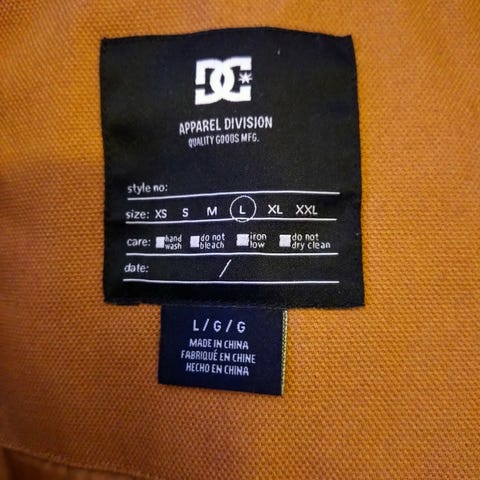 DC
APPAREL DIVISION
QUALITY GOODS MFG.
style no:
size: XS S M L XL XXL
care: hand wash do not bleach iron low do not dry clean
date: /
L/G/G
MADE IN CHINA
FABRIQUÉ EN CHINE
HECHO EN CHINA